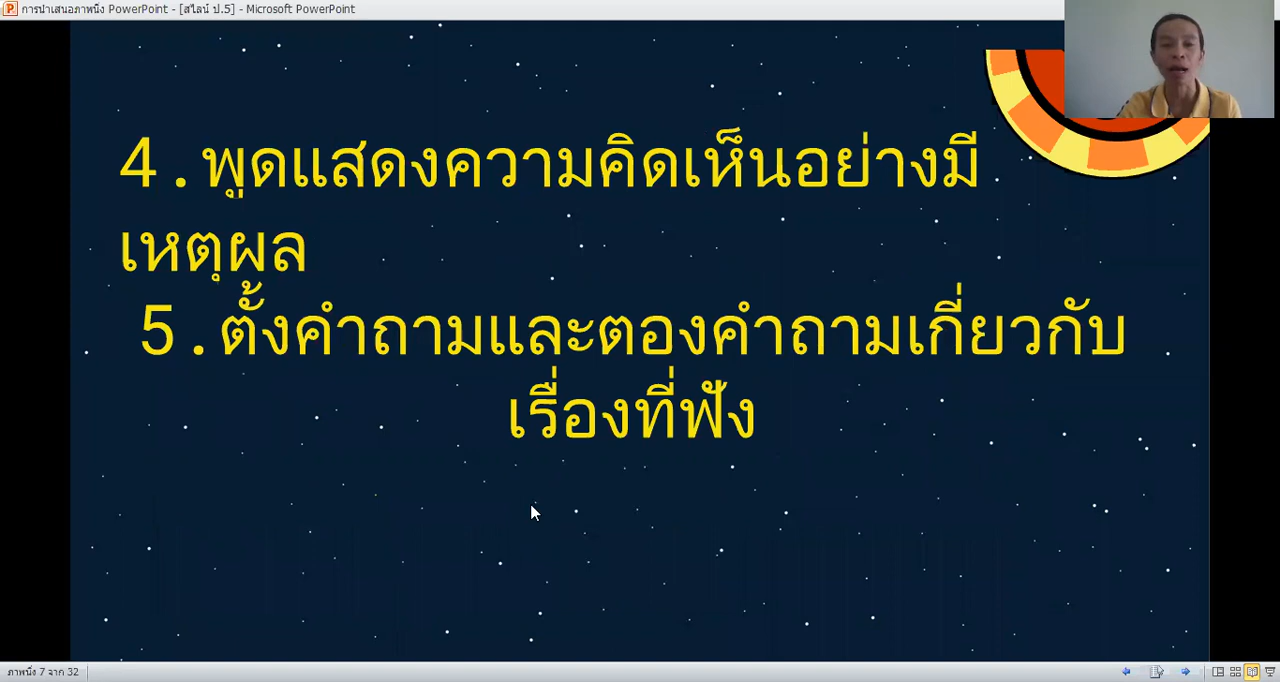 การนำเสนอภาพนิ่ง PowerPoint - [สไลน์ ป.5] - Microsoft PowerPoint
4.พูดแสดงความคิดเห็นอย่างมี
เหตุผล
5.ตั้งคำถามและตองคำถามเกี่ยวกับ
เรื่องที่ฟัง
ภาพนิ่ง 7 จาก 32